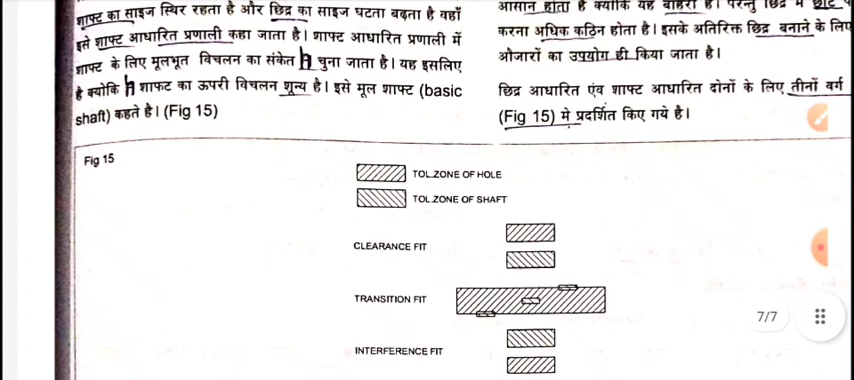 शाफ्ट का साइज स्थिर रहता है और छिद्र का साइज घटता बढ़ता है वहाँ
इसे शाफ्ट आधारित प्रणाली कहा जाता है। शाफ्ट आधारित प्रणाली में
शाफ्ट के लिए मूलभूत विचलन का संकेत h चुना जाता है। यह इसलिए
है क्योकि h शाफट का ऊपरी विचलन शून्य है। इसे मूल शाफ्ट (basic
shaft) कहते है। (Fig 15)
आसान होता है क्योंकि यह बाहरी है। परन्तु छिद्र में छोटे
करना अधिक कठिन होता है। इसके अतिरिक्त छिद्र बनाने के लिए
औजारों का उपयोग ही किया जाता है।
छिद्र आधारित एंव शाफ्ट आधारित दोनों के लिए तीनों वर्ग
(Fig 15) मे प्रदर्शित किए गये है।
Fig 15
TOL.ZONE OF HOLE
TOL.ZONE OF SHAFT
CLEARANCE FIT
TRANSITION FIT
INTERFERENCE FIT
7/7